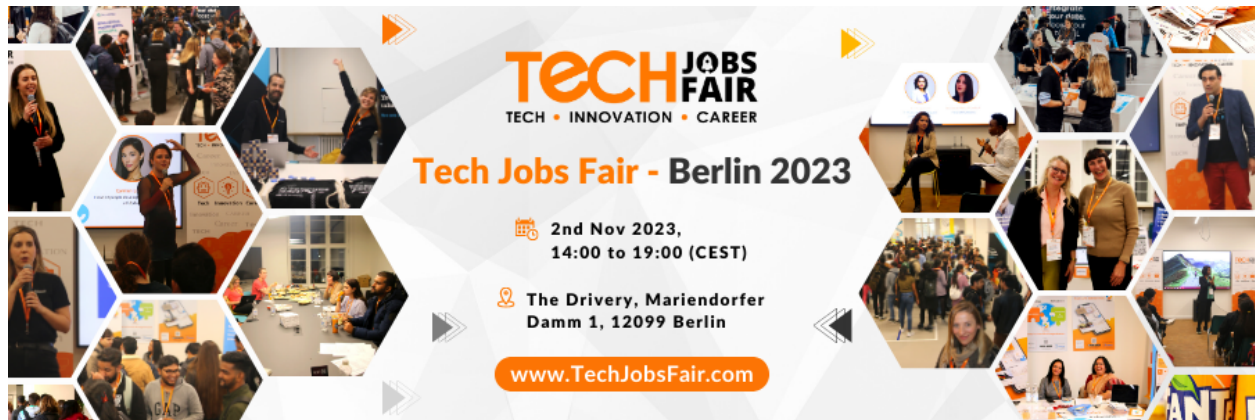 TECH JOBS FAIR
TECH • INNOVATION • CAREER
Tech Jobs Fair - Berlin 2023
2nd Nov 2023,
14:00 to 19:00 (CEST)
The Drivery, Mariendorfer
Damm 1, 12099 Berlin
www.TechJobsFair.com
GAP